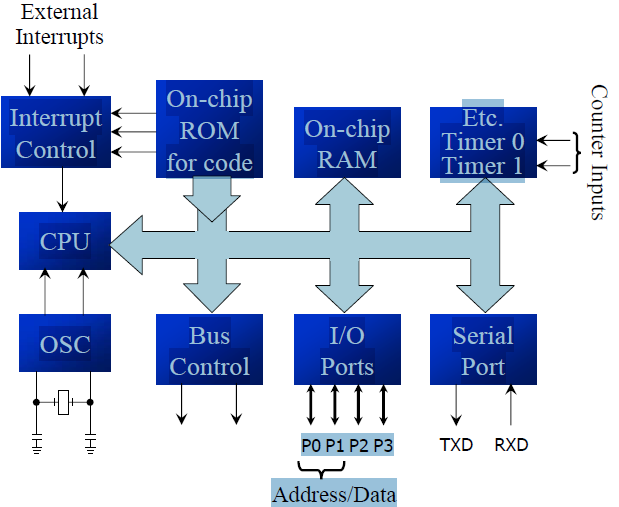 External
Interrupts
Interrupt
Control
On-chip
ROM
for code
On-chip
RAM
Etc.
Timer 0
Timer 1
Counter Inputs
CPU
OSC
Bus
Control
I/O
Ports
Serial
Port
P0 P1 P2 P3
TXD
RXD
Address/Data